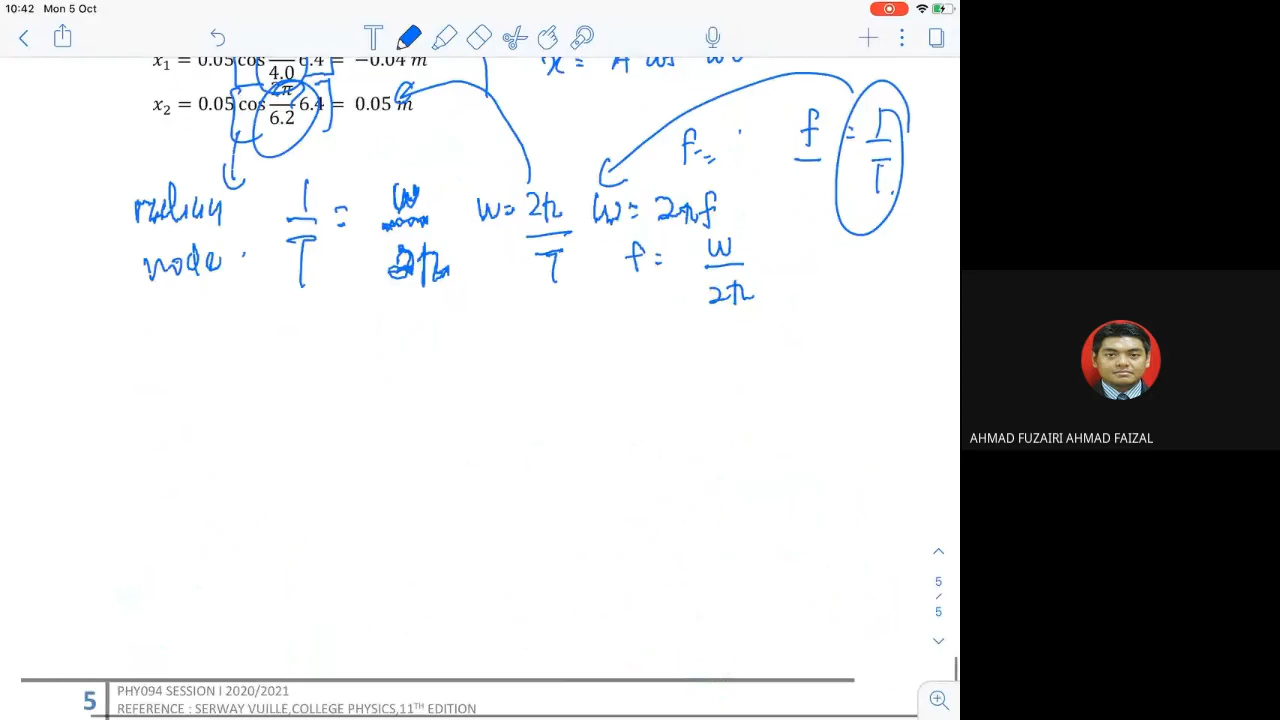 10:42 Mon 5 Oct
x₁ = 0.05 cos 4.0 6.4 = −0.04 m
x = A cos
x₂ = 0.05 cos 2π/6.2 6.4 = 0.05 m
f = f = 1/T
radian 1/T = w/2π w = 2π/T w = 2πf
mode f = w/2π
AHMAD FUZAIRI AHMAD FAIZAL
5
5
5 PHY094 SESSION I 2020/2021
REFERENCE : SERWAY VUILLE,COLLEGE PHYSICS,11TH EDITION